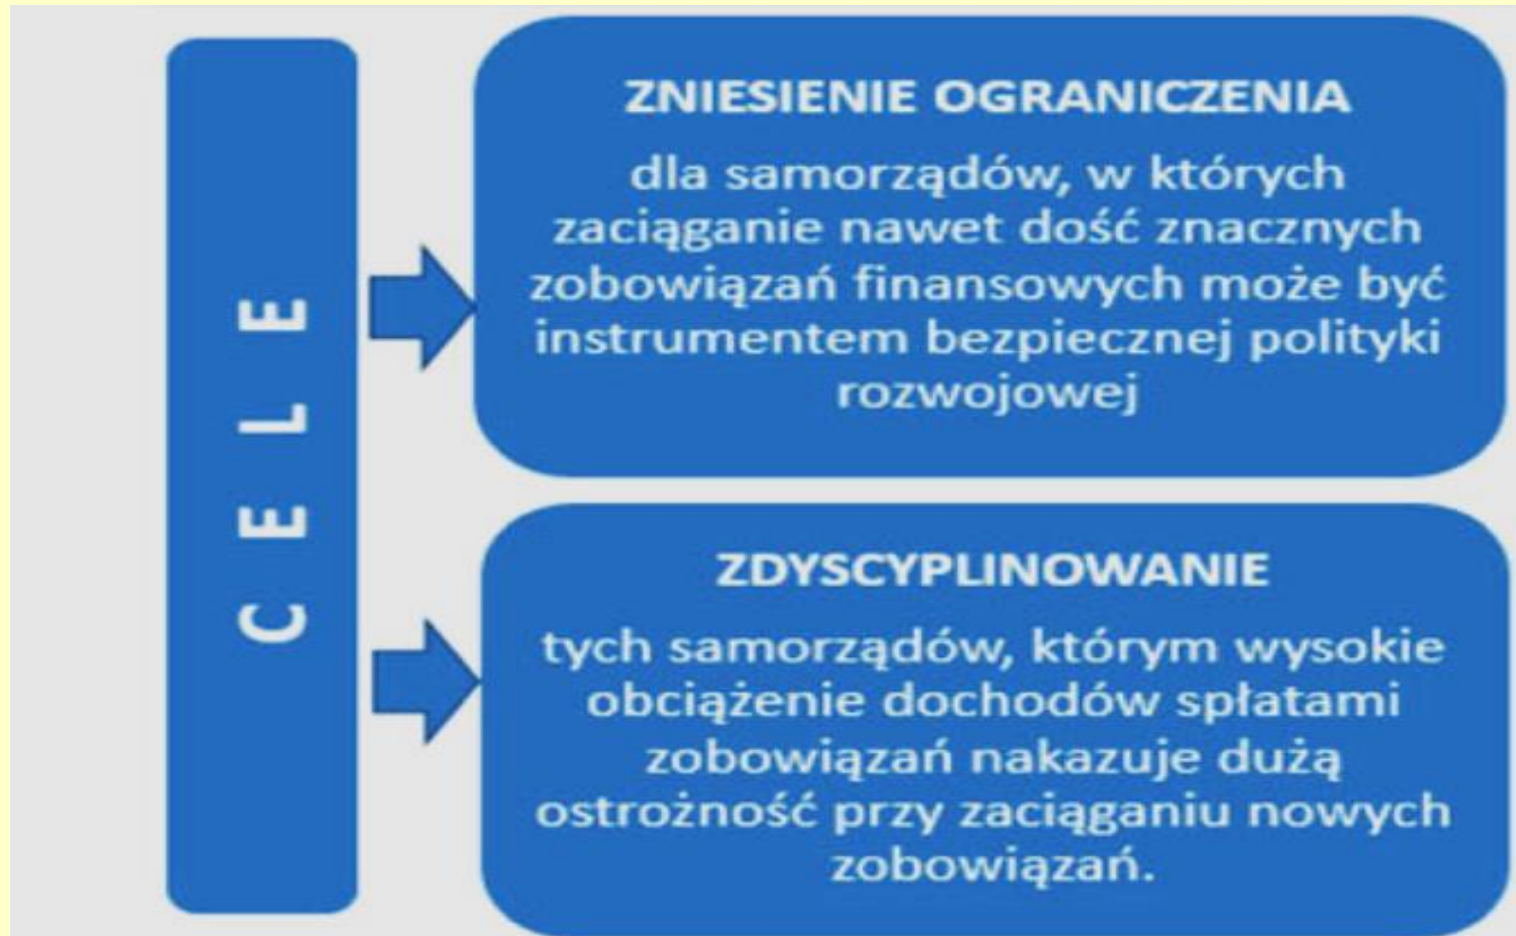 C E L E
ZNIESIENIE OGRANICZENIA
dla samorządów, w których
zaciąganie nawet dość znacznych
zobowiązań finansowych może być
instrumentem bezpiecznej polityki
rozwojowej
ZDYSCYPLINOWANIE
tych samorządów, którym wysokie
obciążenie dochodów spłatami
zobowiązań nakazuje dużą
ostrożność przy zaciąganiu nowych
zobowiązań.